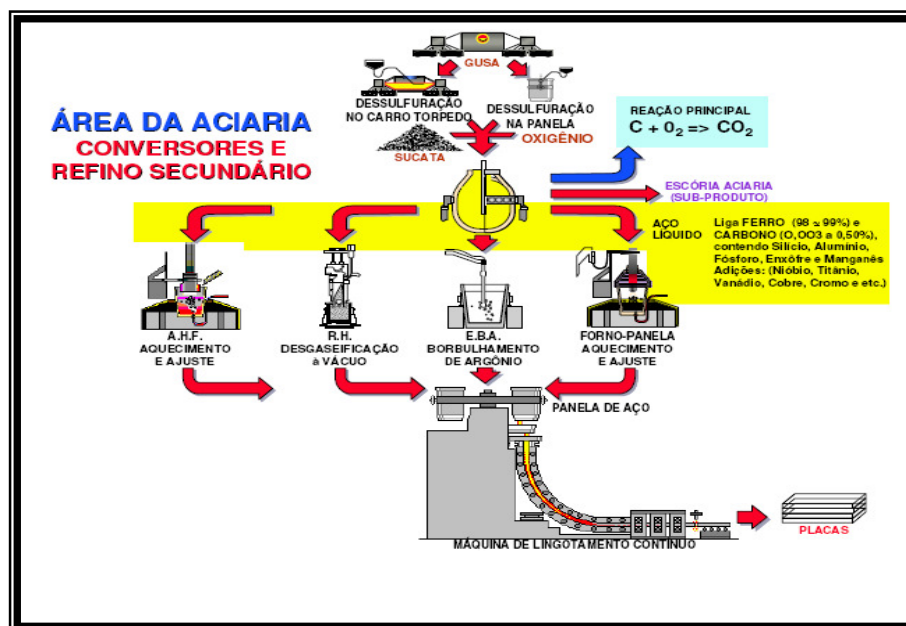 GUSA
DESSULFURAÇÃO
NO CARRO TORPEDO
DESSULFURAÇÃO
NA PANELA
OXIGÊNIO
SUCATA
ÁREA DA ACIARIA
CONVERSORES E
REFINO SECUNDÁRIO
REAÇÃO PRINCIPAL
C + 0₂ => CO₂
ESCÓRIA ACIARIA
(SUB-PRODUTO)
AÇO
LÍQUIDO
Liga FERRO (98 a 99%) e
CARBONO (0,003 a 0,50%),
contendo Silício, Alumínio,
Fósforo, Enxôfre e Manganês
Adições: (Nióbio, Titânio,
Vanádio, Cobre, Cromo e etc.)
A.H.F.
AQUECIMENTO
E AJUSTE
R.H.
DESGASEIFICAÇÃO
à VÁCUO
E.B.A.
BORBULHAMENTO
DE ARGÔNIO
FORNO-PANELA
AQUECIMENTO
E AJUSTE
PANELA DE AÇO
MÁQUINA DE LINGOTAMENTO CONTÍNUO
PLACAS